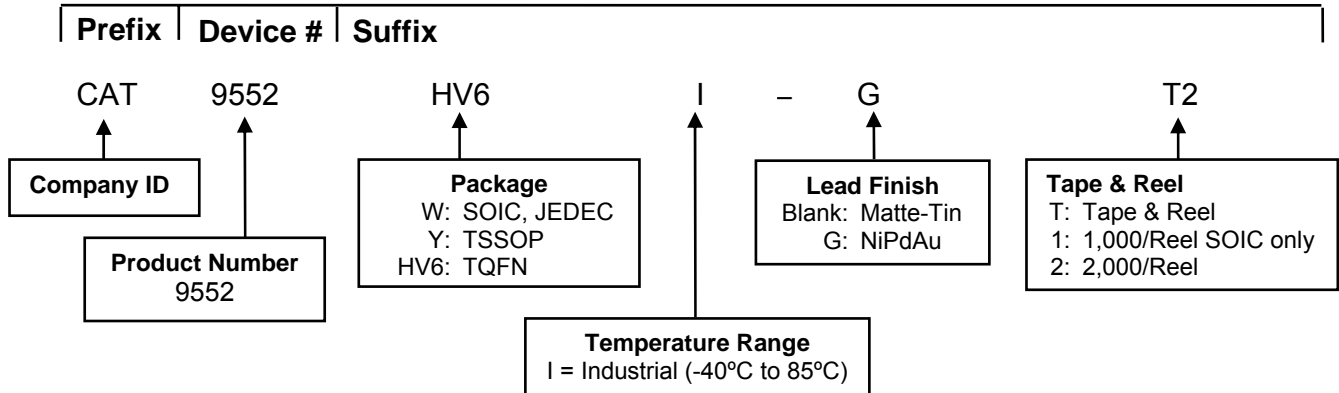 Prefix Device # Suffix
CAT 9552 HV6 I – G T2
Company ID
Product Number
9552
Package
W: SOIC, JEDEC
Y: TSSOP
HV6: TQFN
Temperature Range
I = Industrial (-40ºC to 85ºC)
Lead Finish
Blank: Matte-Tin
G: NiPdAu
Tape & Reel
T: Tape & Reel
1: 1,000/Reel SOIC only
2: 2,000/Reel